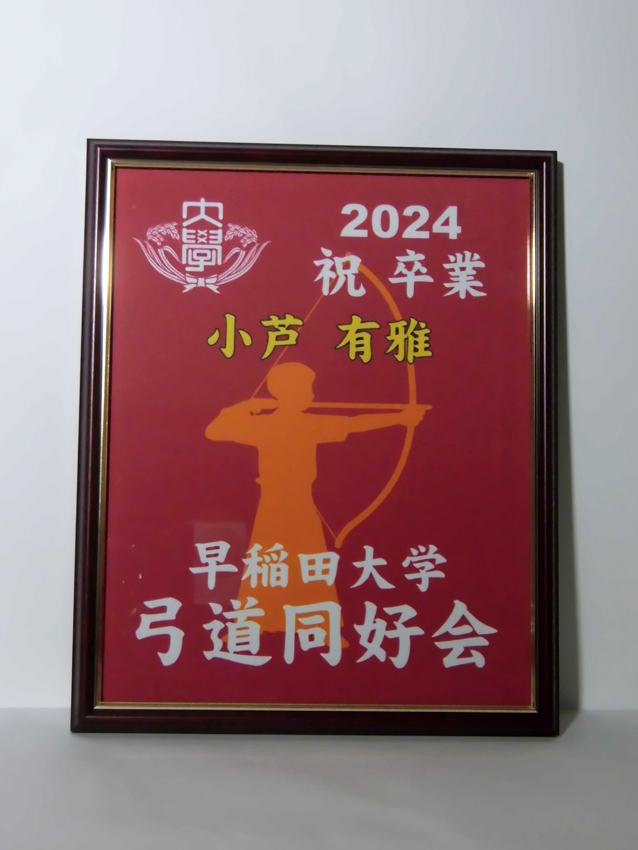 大學
2024
祝 卒業
小芦 有雅
早稲田大学
弓道同好会